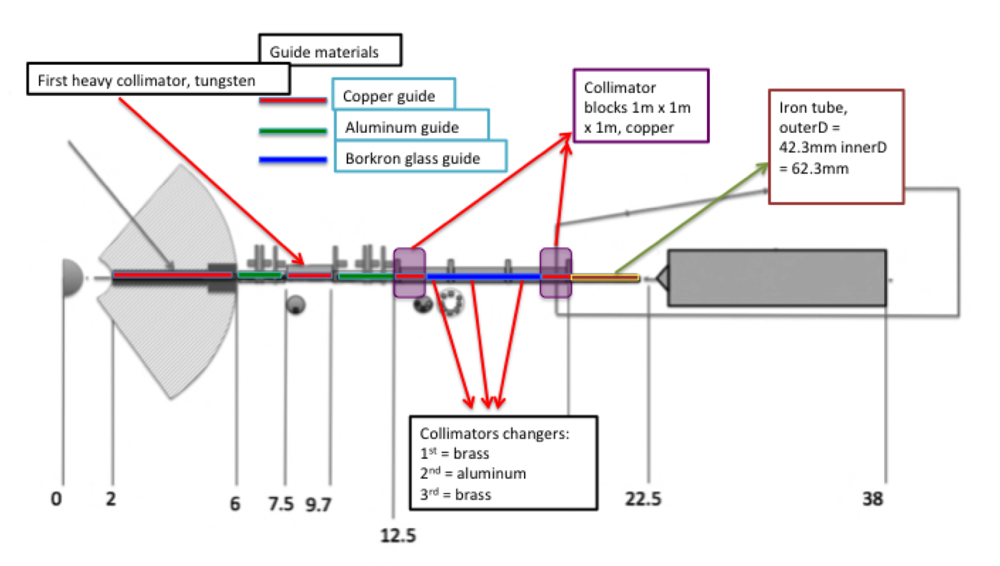 Guide materials
First heavy collimator, tungsten
Copper guide
Aluminum guide
Borkron glass guide
Collimator
blocks 1m x 1m
x 1m, copper
Iron tube,
outerD =
42.3mm innerD
= 62.3mm
Collimators changers:
1st = brass
2nd = aluminum
3rd = brass
0
2
6
7.5
9.7
12.5
22.5
38